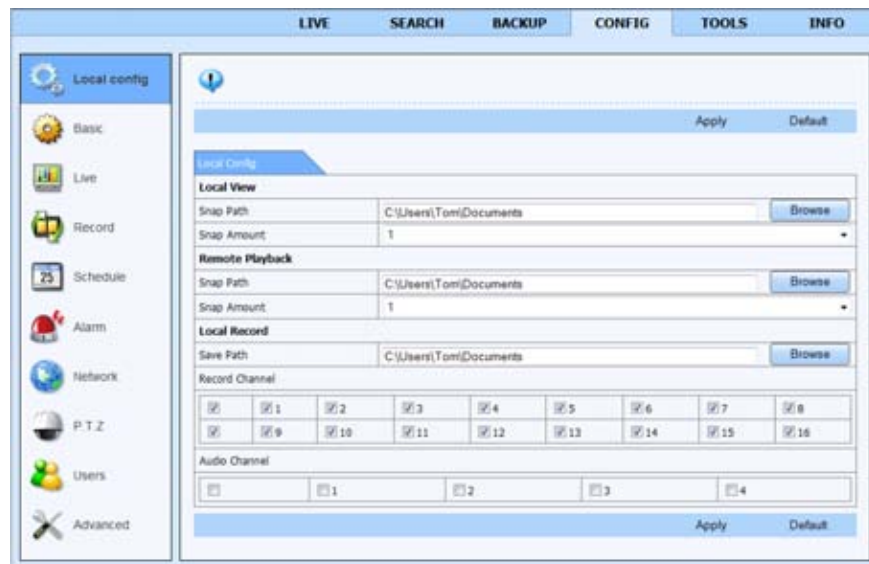 LIVE SEARCH BACKUP CONFIG TOOLS INFO
Local config
Basic
Live
Record
25
Schedule
Alarm
Network
P.T.Z
Users
Advanced
Apply Default
Local Config
Local View
Snap Path C:\Users\Tom\Documents Browse
Snap Amount 1
Remote Playback
Snap Path C:\Users\Tom\Documents Browse
Snap Amount 1
Local Record
Save Path C:\Users\Tom\Documents Browse
Record Channel
1 2 3 4 5 6 7 8
9 10 11 12 13 14 15 16
Audio Channel
1 2 3 4
Apply Default